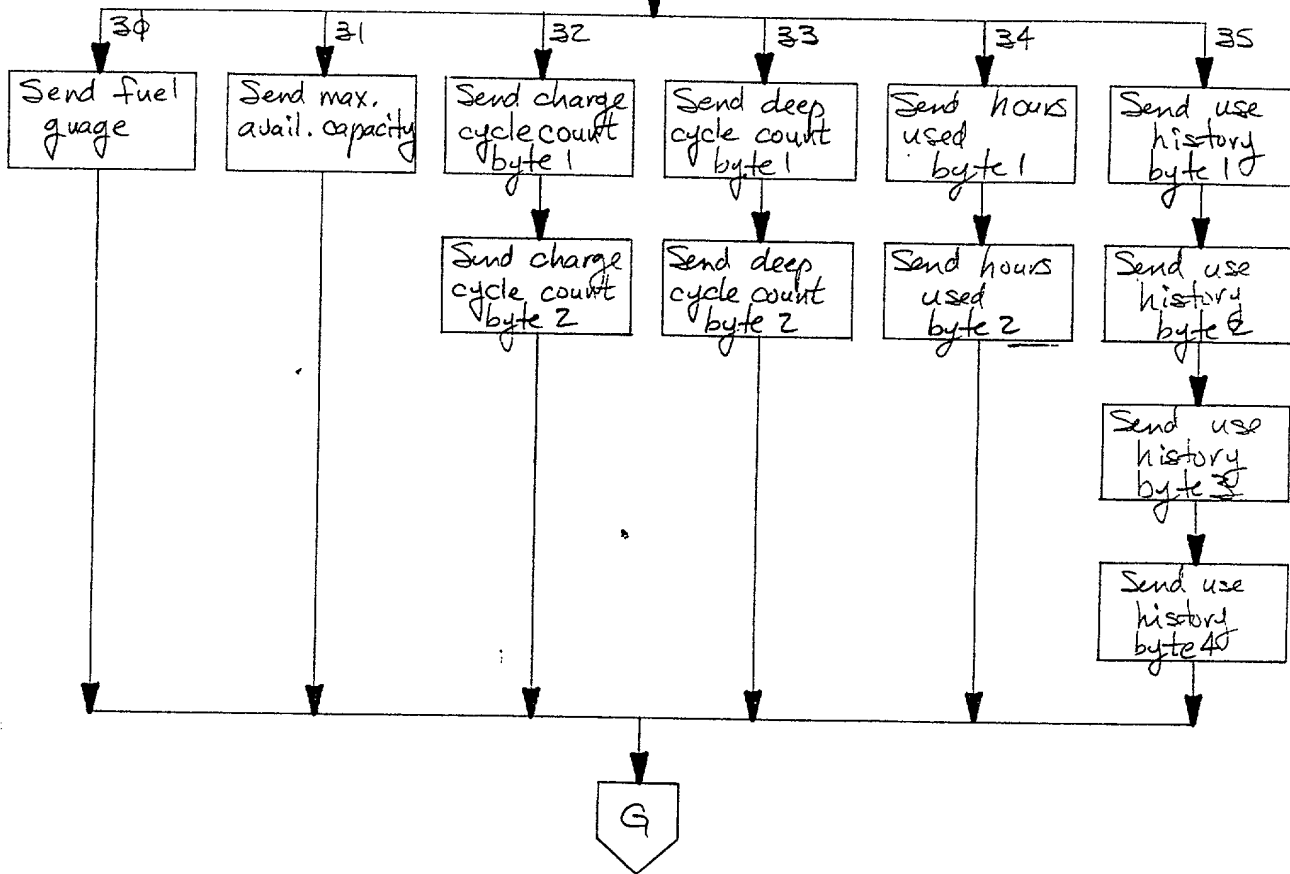 3φ
31
32
33
34
35
Send fuel
guage
Send max.
avail. capacity
Send charge
cycle count
byte 1
Send deep
cycle count
byte 1
Send hours
used
byte 1
Send use
history
byte 1
Send charge
cycle count
byte 2
Send deep
cycle count
byte 2
Send hours
used
byte 2
Send use
history
byte 2
Send use
history
byte 3
Send use
history
byte 4
G